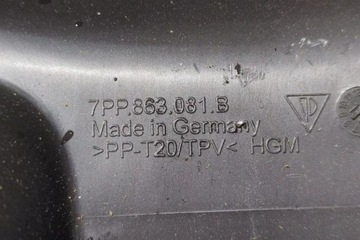 7PP.863.081.B
Made in Germany
>PP-T20/TPV< HGM